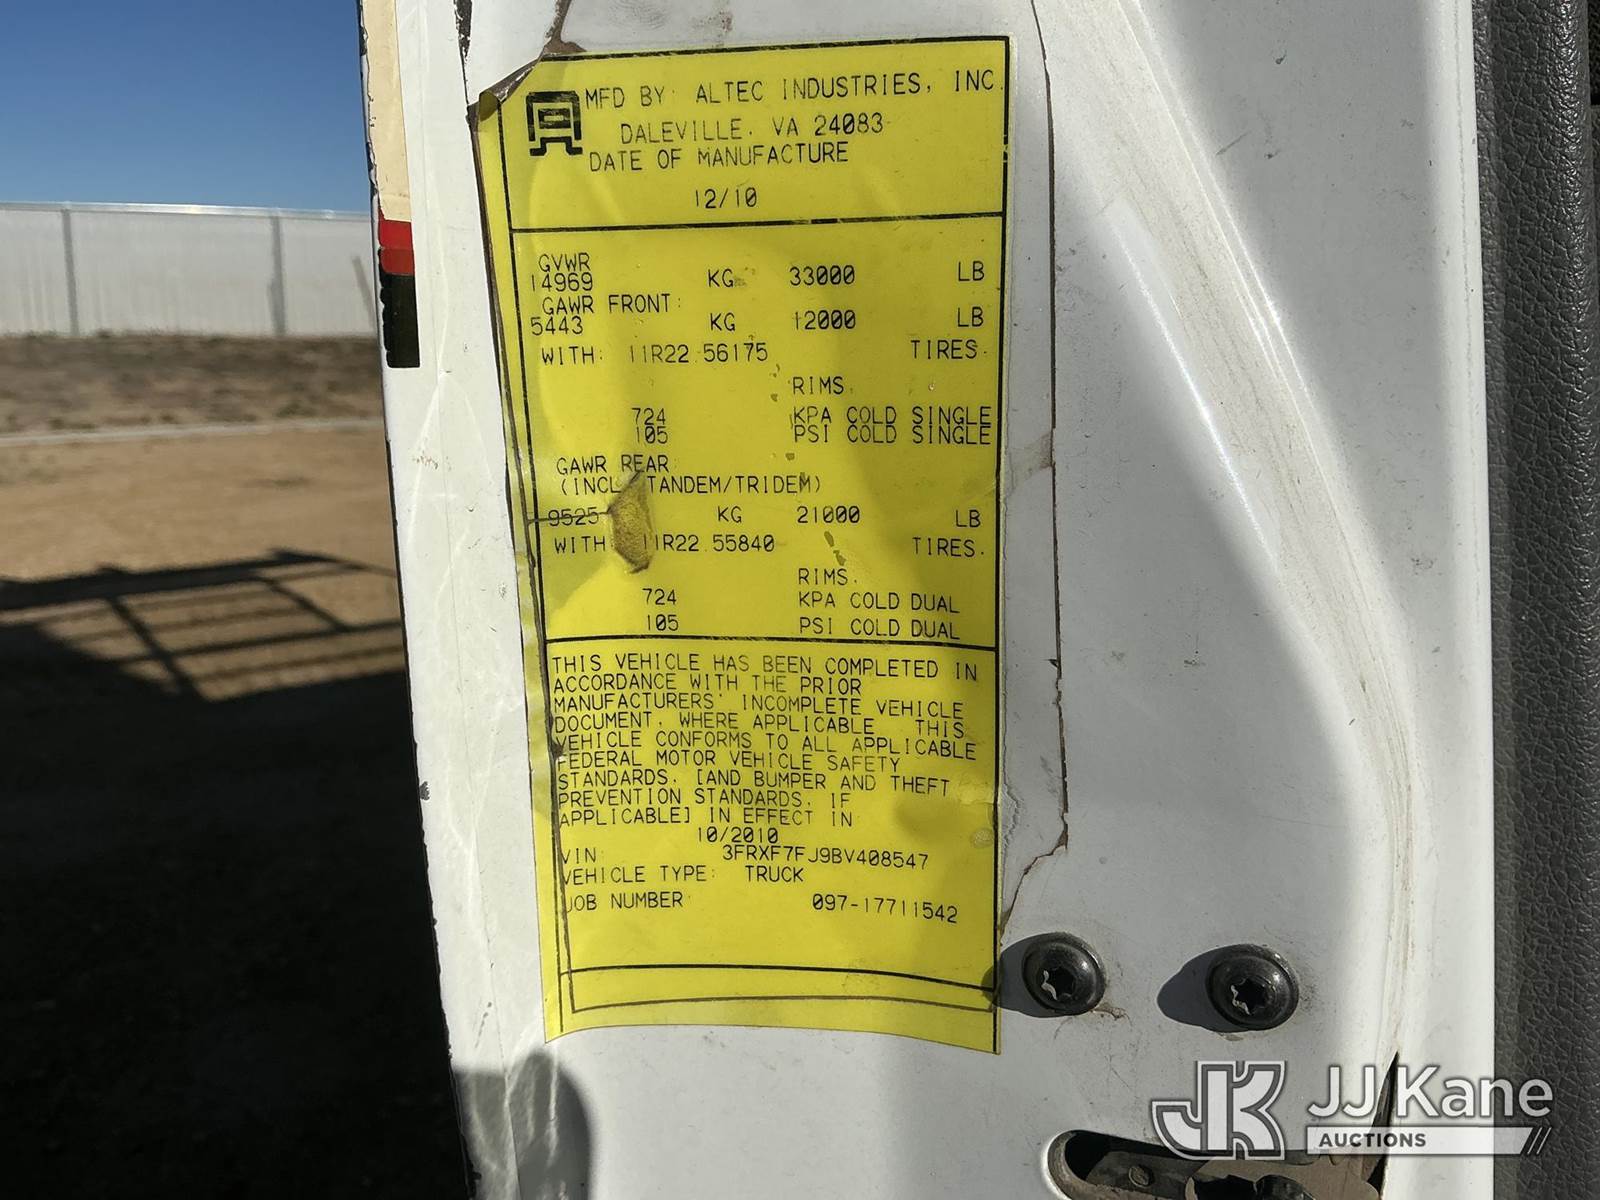 MFD BY: ALTEC INDUSTRIES, INC.
DALEVILLE, VA 24083
DATE OF MANUFACTURE
12/10
GVWR
14969 KG 33000 LB
GAWR FRONT:
5443 KG 12000 LB
WITH: 11R22.56175 TIRES.
RIMS.
724 KPA COLD SINGLE
105 PSI COLD SINGLE
GAWR REAR
(INCL. TANDEM/TRIDEM)
9525 KG 21000 LB
WITH 11R22.55840 TIRES.
RIMS.
724 KPA COLD DUAL
105 PSI COLD DUAL
THIS VEHICLE HAS BEEN COMPLETED IN
ACCORDANCE WITH THE PRIOR
MANUFACTURERS' INCOMPLETE VEHICLE
DOCUMENT, WHERE APPLICABLE. THIS
VEHICLE CONFORMS TO ALL APPLICABLE
FEDERAL MOTOR VEHICLE SAFETY
STANDARDS, [AND BUMPER AND THEFT
PREVENTION STANDARDS, IF
APPLICABLE] IN EFFECT IN
10/2010
VIN: 3FRXF7FJ9BV408547
VEHICLE TYPE: TRUCK
JOB NUMBER: 097-17711542
JK JJ Kane
AUCTIONS